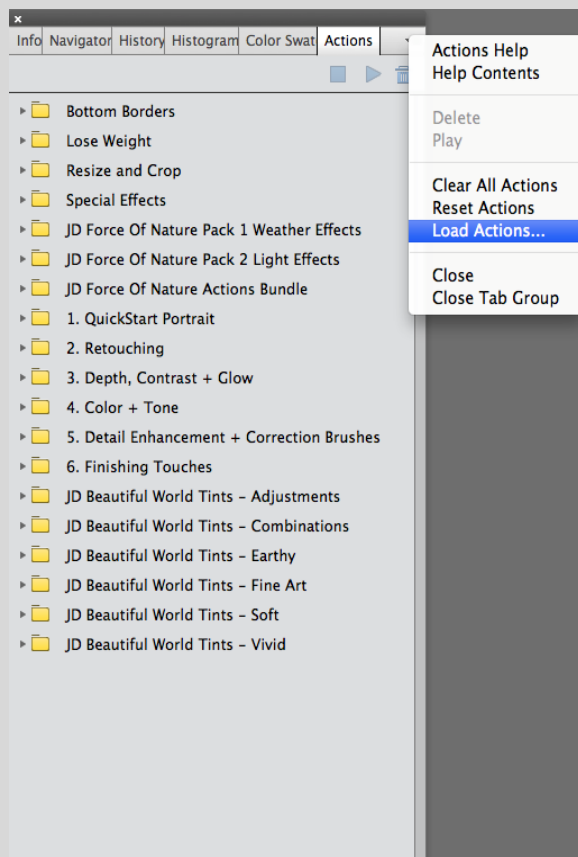 Info Navigator History Histogram Color Swat Actions
Bottom Borders
Lose Weight
Resize and Crop
Special Effects
JD Force Of Nature Pack 1 Weather Effects
JD Force Of Nature Pack 2 Light Effects
JD Force Of Nature Actions Bundle
1. QuickStart Portrait
2. Retouching
3. Depth, Contrast + Glow
4. Color + Tone
5. Detail Enhancement + Correction Brushes
6. Finishing Touches
JD Beautiful World Tints – Adjustments
JD Beautiful World Tints – Combinations
JD Beautiful World Tints – Earthy
JD Beautiful World Tints – Fine Art
JD Beautiful World Tints – Soft
JD Beautiful World Tints – Vivid
Actions Help
Help Contents
Delete
Play
Clear All Actions
Reset Actions
Load Actions...
Close
Close Tab Group